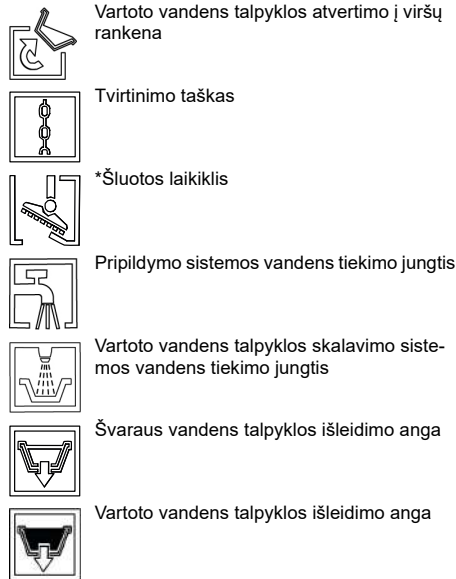 Vartoto vandens talpyklos atvertimo į viršų
rankena
Tvirtinimo taškas
*Šluotos laikiklis
Pripildymo sistemos vandens tiekimo jungtis
Vartoto vandens talpyklos skalavimo siste-
mos vandens tiekimo jungtis
Švaraus vandens talpyklos išleidimo anga
Vartoto vandens talpyklos išleidimo anga